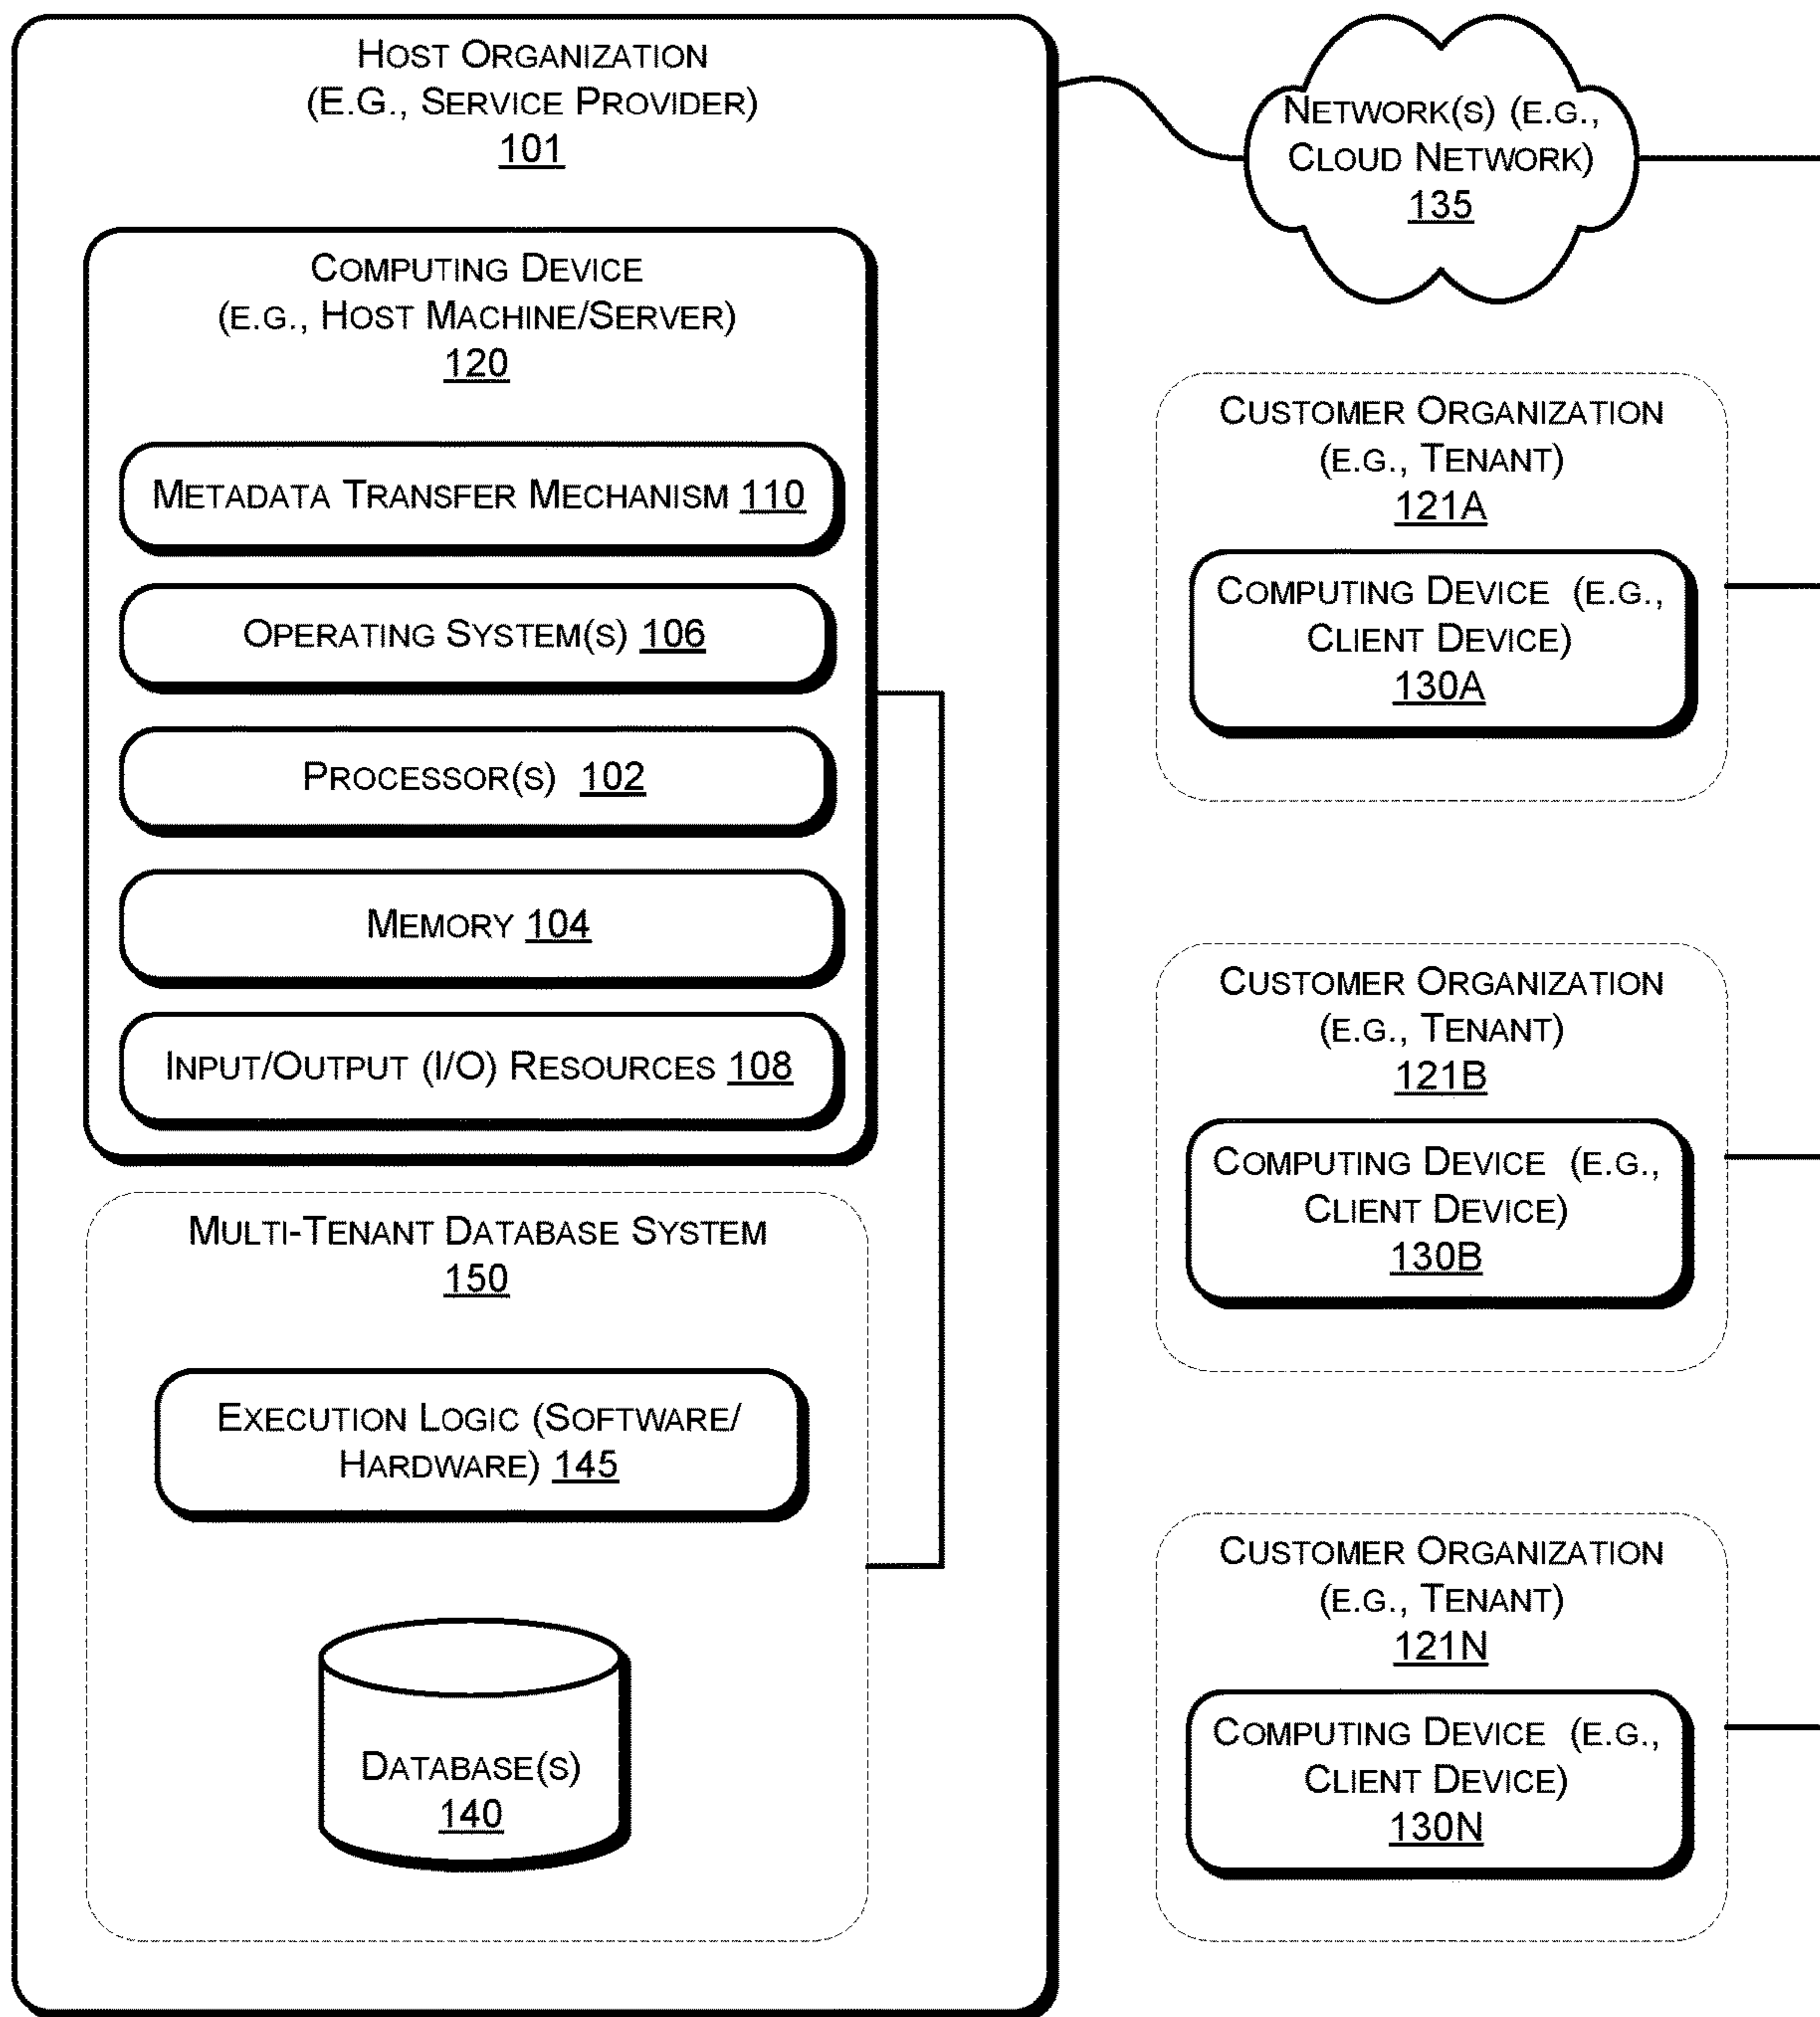 HOST ORGANIZATION
(E.G., SERVICE PROVIDER)
101
COMPUTING DEVICE
(E.G., HOST MACHINE/SERVER)
120
METADATA TRANSFER MECHANISM 110
OPERATING SYSTEM(S) 106
PROCESSOR(S) 102
MEMORY 104
INPUT/OUTPUT (I/O) RESOURCES 108
MULTI-TENANT DATABASE SYSTEM
150
EXECUTION LOGIC (SOFTWARE/
HARDWARE) 145
DATABASE(S)
140
NETWORK(S) (E.G.,
CLOUD NETWORK)
135
CUSTOMER ORGANIZATION
(E.G., TENANT)
121A
COMPUTING DEVICE (E.G.,
CLIENT DEVICE)
130A
CUSTOMER ORGANIZATION
(E.G., TENANT)
121B
COMPUTING DEVICE (E.G.,
CLIENT DEVICE)
130B
CUSTOMER ORGANIZATION
(E.G., TENANT)
121N
COMPUTING DEVICE (E.G.,
CLIENT DEVICE)
130N